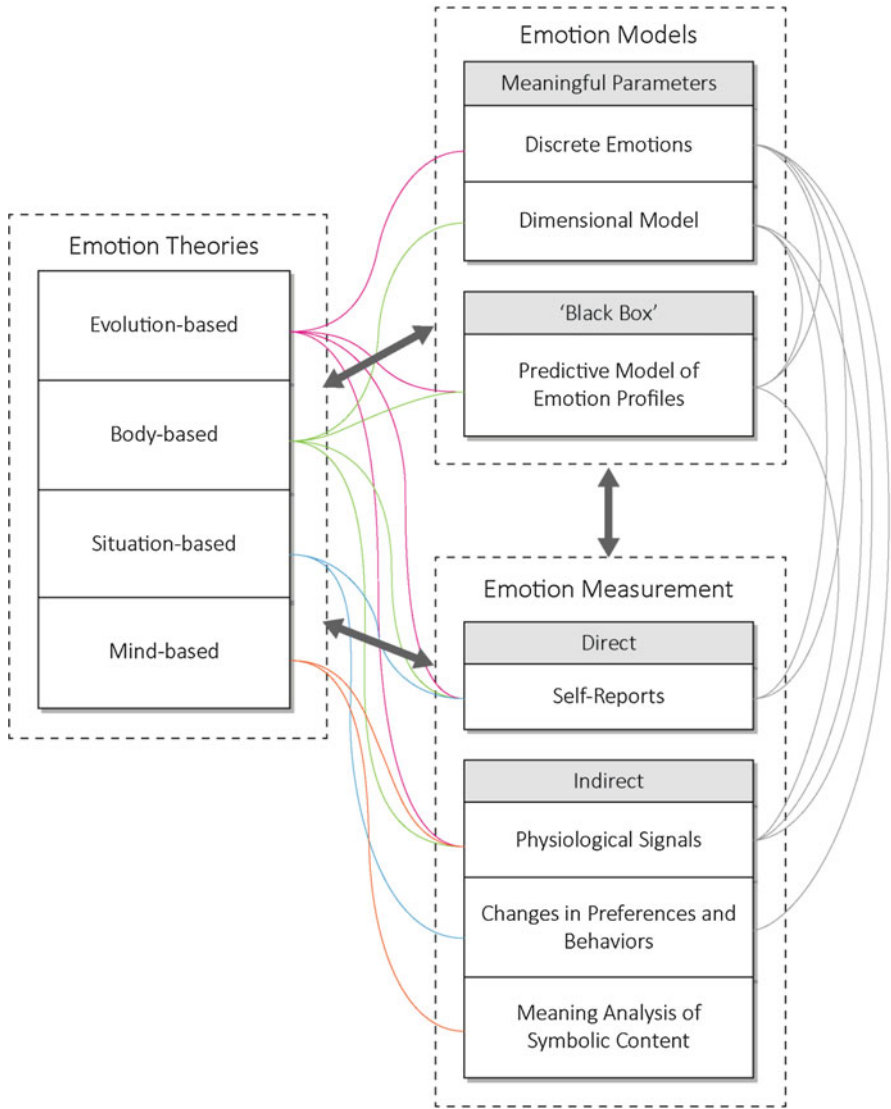 Emotion Theories
Evolution-based
Body-based
Situation-based
Mind-based
Emotion Models
Meaningful Parameters
Discrete Emotions
Dimensional Model
‘Black Box’
Predictive Model of
Emotion Profiles
Emotion Measurement
Direct
Self-Reports
Indirect
Physiological Signals
Changes in Preferences and
Behaviors
Meaning Analysis of
Symbolic Content